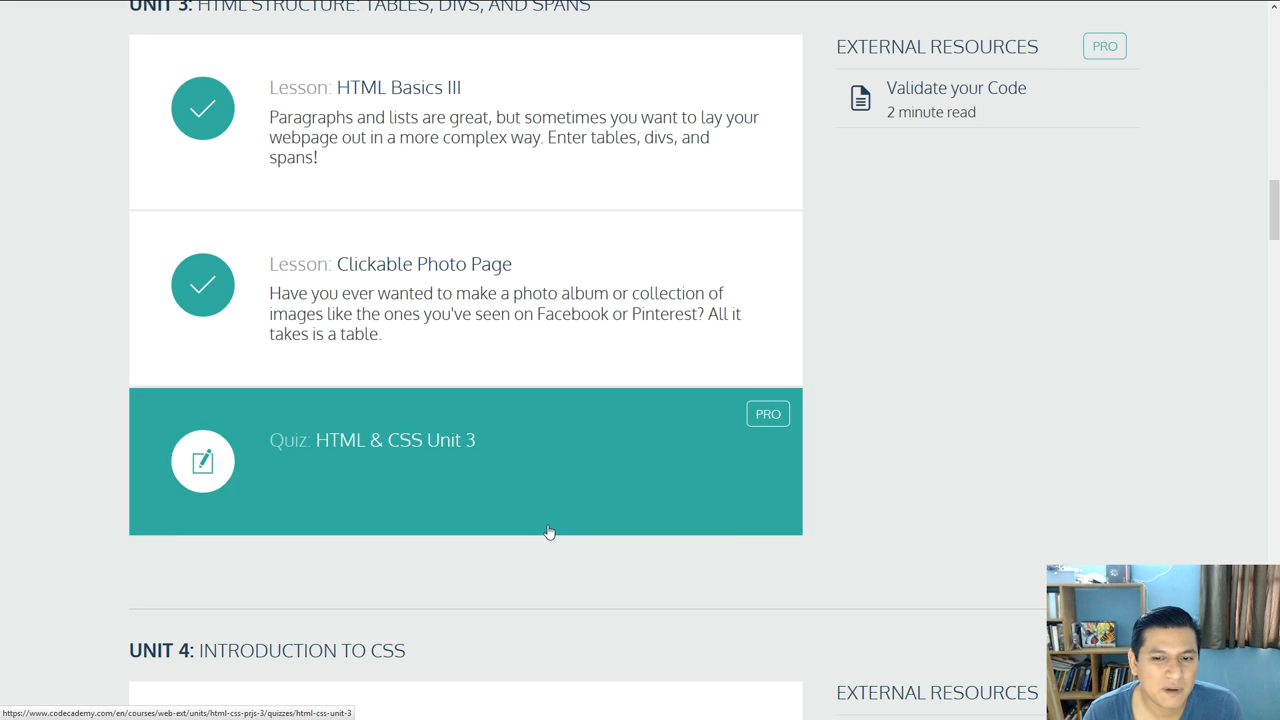 UNIT 3: HTML STRUCTURE: TABLES, DIVS, AND SPANS
Lesson: HTML Basics III
Paragraphs and lists are great, but sometimes you want to lay your
webpage out in a more complex way. Enter tables, divs, and
spans!
Lesson: Clickable Photo Page
Have you ever wanted to make a photo album or collection of
images like the ones you've seen on Facebook or Pinterest? All it
takes is a table.
PRO
Quiz: HTML & CSS Unit 3
EXTERNAL RESOURCES
PRO
Validate your Code
2 minute read
UNIT 4: INTRODUCTION TO CSS
EXTERNAL RESOURCES
https://www.codecademy.com/en/courses/web-ext/units/html-css-prjs-3/quizzes/html-css-unit-3